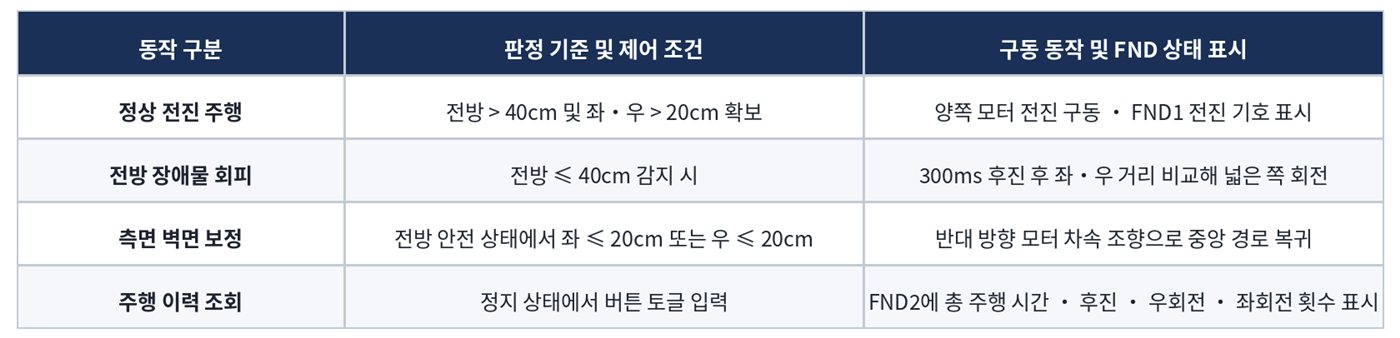 동작 구분 판정 기준 및 제어 조건 구동 동작 및 FND 상태 표시
정상 전진 주행 전방 > 40cm 및 좌・우 > 20cm 확보 양쪽 모터 전진 구동 ・ FND1 전진 기호 표시
전방 장애물 회피 전방 ≤ 40cm 감지 시 300ms 후진 후 좌・우 거리 비교해 넓은 쪽 회전
측면 벽면 보정 전방 안전 상태에서 좌 ≤ 20cm 또는 우 ≤ 20cm 반대 방향 모터 차속 조향으로 중앙 경로 복귀
주행 이력 조회 정지 상태에서 버튼 토글 입력 FND2에 총 주행 시간 ・ 후진 ・ 우회전 ・ 좌회전 횟수 표시